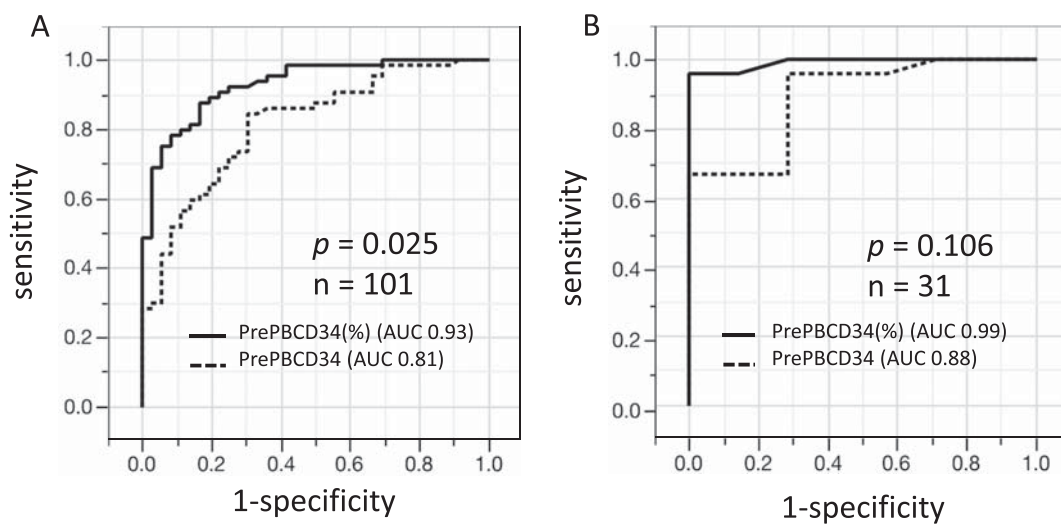 A
1.0
0.8
0.6
0.4
0.2
0.0
sensitivity
p = 0.025
n = 101
PrePBCD34(%) (AUC 0.93)
PrePBCD34 (AUC 0.81)
0.0 0.2 0.4 0.6 0.8 1.0
1-specificity
B
1.0
0.8
0.6
0.4
0.2
0.0
sensitivity
p = 0.106
n = 31
PrePBCD34(%) (AUC 0.99)
PrePBCD34 (AUC 0.88)
0.0 0.2 0.4 0.6 0.8 1.0
1-specificity